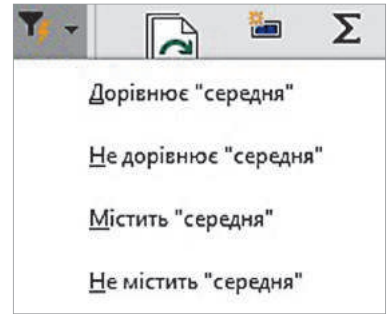 Σ
Дорівнює "середня"
Не дорівнює "середня"
Містить "середня"
Не містить "середня"